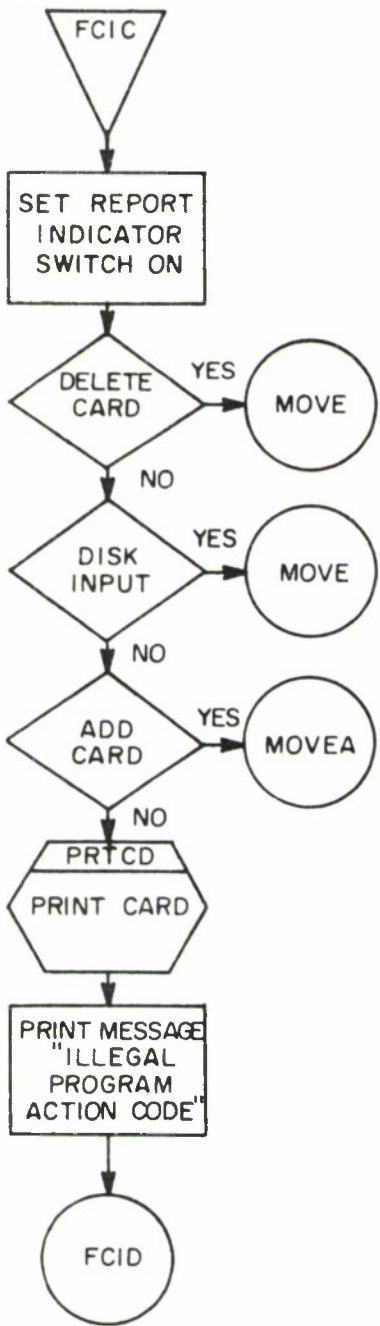 FCIC
SET REPORT
INDICATOR
SWITCH ON
DELETE
CARD
YES
MOVE
NO
DISK
INPUT
YES
MOVE
NO
ADD
CARD
YES
MOVEA
NO
PRTCD
PRINT CARD
PRINT MESSAGE
"ILLEGAL
PROGRAM
ACTION CODE"
FCID